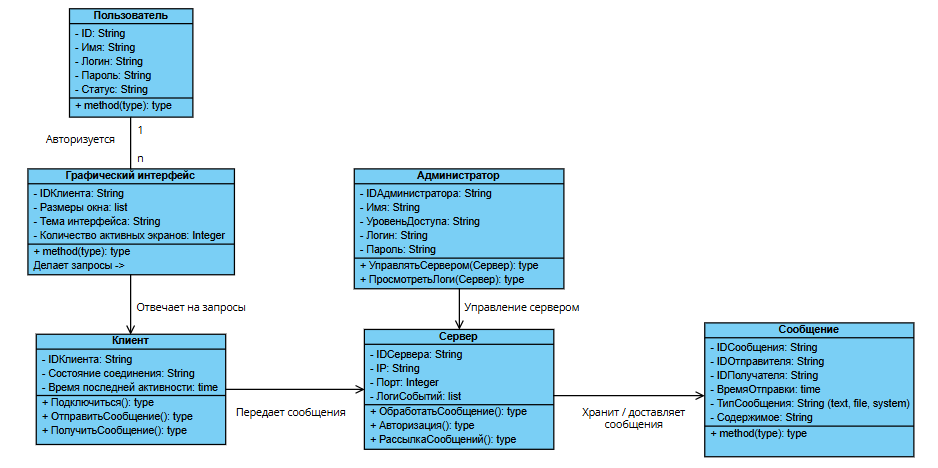 Пользователь
- ID: String
- Имя: String
- Логин: String
- Пароль: String
- Статус: String
+ method(type): type
Авторизуется
1
n
Графический интерфейс
- IDКлиента: String
- Размеры окна: list
- Тема интерфейса: String
- Количество активных экранов: Integer
+ method(type): type
Делает запросы ->
Администратор
- IDАдминистратора: String
- Имя: String
- УровеньДоступа: String
- Логин: String
- Пароль: String
+ УправлятьСервером(Сервер): type
+ ПросмотретьЛоги(Сервер): type
Отвечает на запросы
Управление сервером
Клиент
- IDКлиента: String
- Состояние соединения: String
- Время последней активности: time
+ Подключиться(): type
+ ОтправитьСообщение(): type
+ ПолучитьСообщение(): type
Передает сообщения
Сервер
- IDСервера: String
- IP: String
- Порт: Integer
- ЛогиСобытий: list
+ ОбработатьСообщение(): type
+ Авторизация(): type
+ РассылкаСообщений(): type
Хранит / доставляет
сообщения
Сообщение
- IDСообщения: String
- IDОтправителя: String
- IDПолучателя: String
- ВремяОтправки: time
- ТипСообщения: String (text, file, system)
- Содержимое: String
+ method(type): type